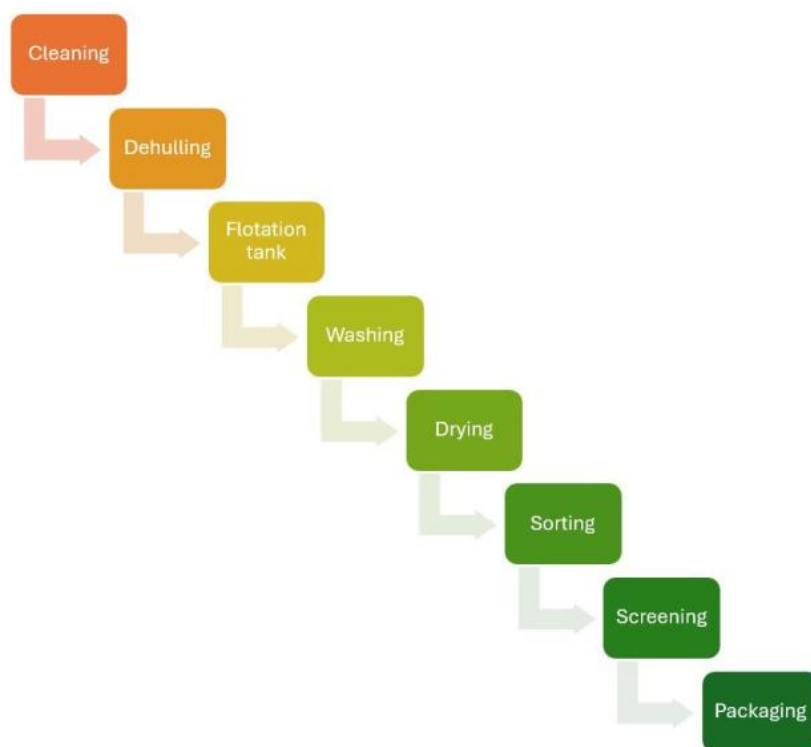 Cleaning
Dehulling
Flotation
tank
Washing
Drying
Sorting
Screening
Packaging